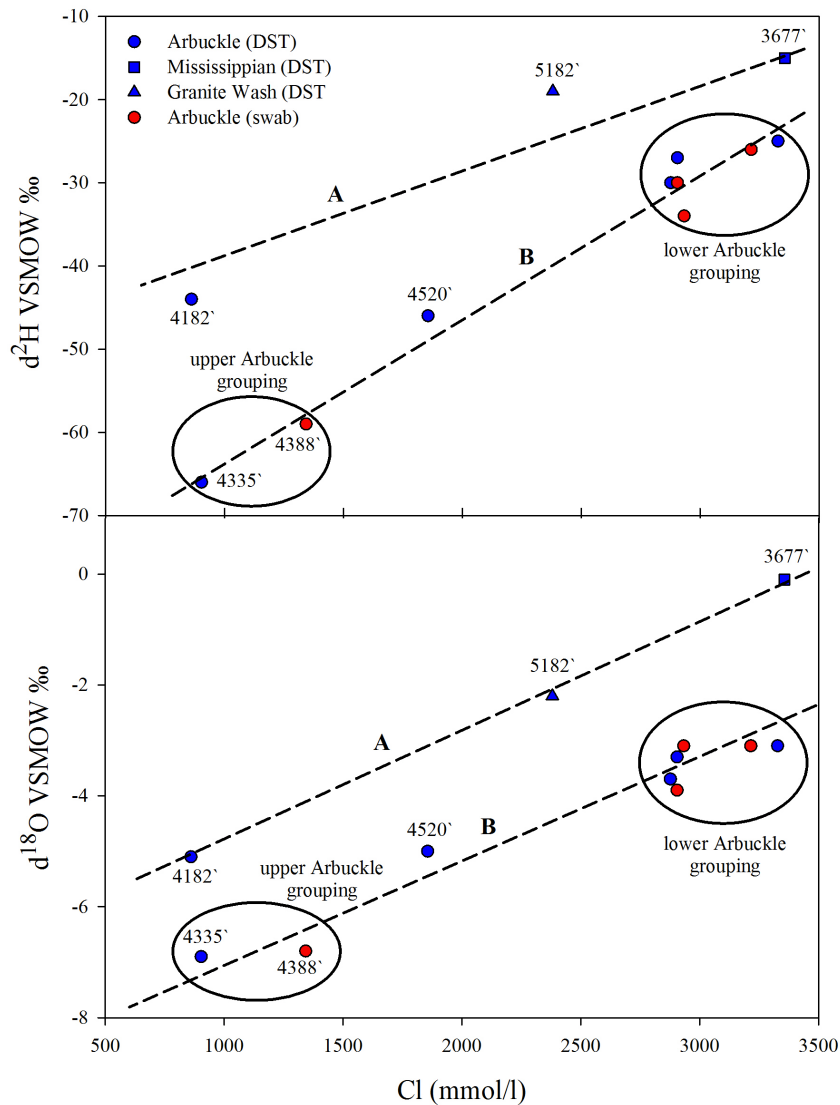 -10
Arbuckle (DST)
Mississippian (DST)
Granite Wash (DST
Arbuckle (swab)
3677`
5182`
-20
-30
A
lower Arbuckle
grouping
B
-40
4182`
4520`
d²H VSMOW ‰
-50
upper Arbuckle
grouping
-60
4388`
4335`
-70
0
3677`
5182`
-2
A
d¹⁸O VSMOW ‰
-4
B
lower Arbuckle
grouping
4520`
4182`
upper Arbuckle
grouping
-6
4335`
4388`
-8
500 1000 1500 2000 2500 3000 3500
Cl (mmol/l)